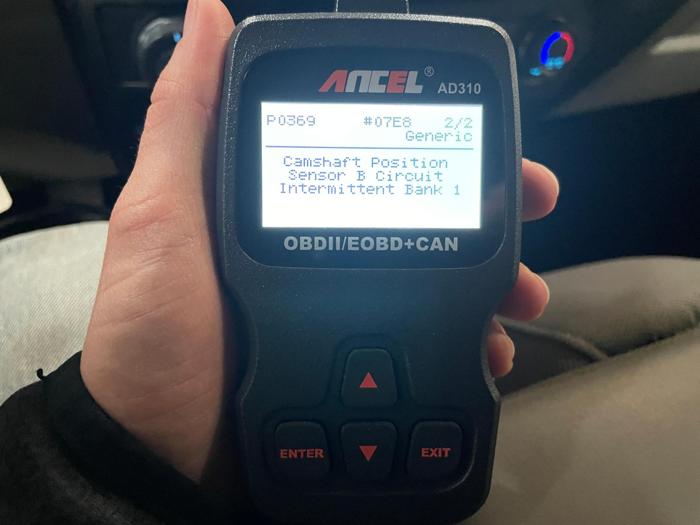 ANCEL®
AD310
P0369 #07E8 2/2
Generic
Camshaft Position
Sensor B Circuit
Intermittent Bank 1
OBDII/EOBD+CAN
ENTER
EXIT